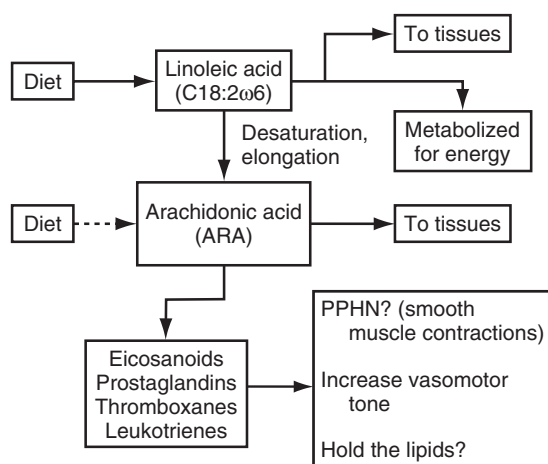 To tissues
Diet
Linoleic acid
(C18:2ω6)
Metabolized
for energy
Desaturation,
elongation
Diet
Arachidonic acid
(ARA)
To tissues
Eicosanoids
Prostaglandins
Thromboxanes
Leukotrienes
PPHN? (smooth
muscle contractions)
Increase vasomotor
tone
Hold the lipids?